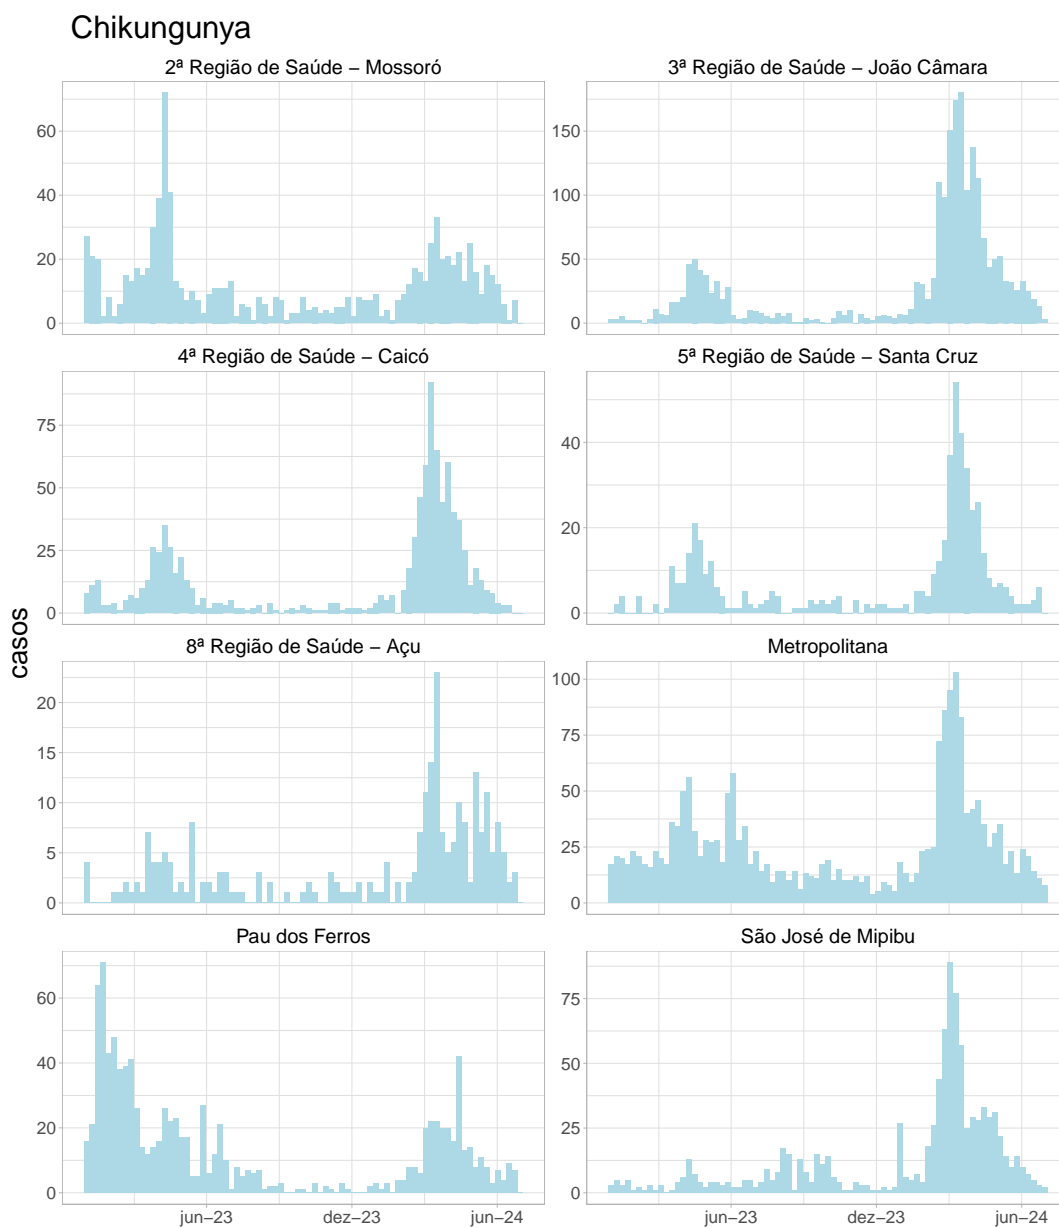 Chikungunya
2ª Região de Saúde – Mossoró
3ª Região de Saúde – João Câmara
60
40
20
0
150
100
50
0
4ª Região de Saúde – Caicó
5ª Região de Saúde – Santa Cruz
75
50
25
0
40
20
0
casos
8ª Região de Saúde – Açu
Metropolitana
20
15
10
5
0
100
75
50
25
0
Pau dos Ferros
São José de Mipibu
60
40
20
0
75
50
25
0
jun–23 dez–23 jun–24
jun–23 dez–23 jun–24